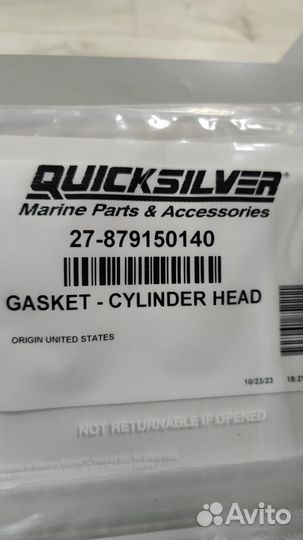 QUICKSILVER
Marine Parts & Accessories
27-879150140
GASKET - CYLINDER HEAD
ORIGIN UNITED STATES
10/23/23
NOT RETURNABLE IF OPENED
Avito